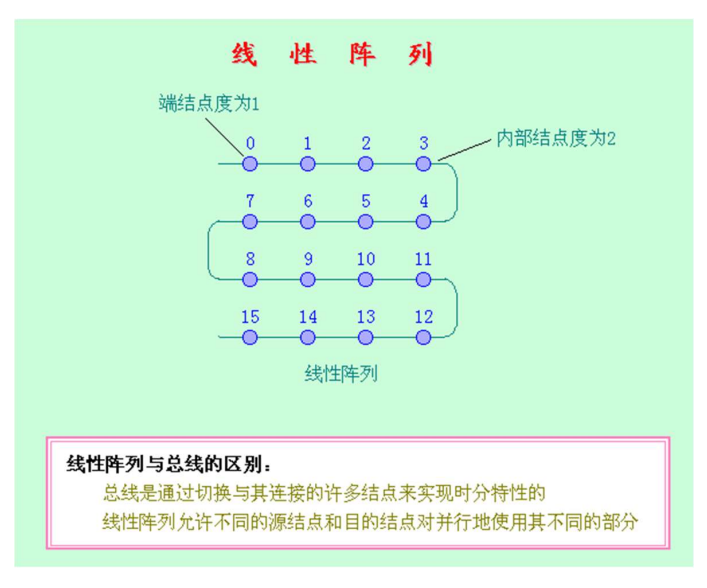 线性阵列
端结点度为1
内部结点度为2
0 1 2 3
7 6 5 4
8 9 10 11
15 14 13 12
线性阵列
线性阵列与总线的区别：
总线是通过切换与其连接的许多结点来实现时分特性的
线性阵列允许不同的源结点和目的结点对并行地使用其不同的部分